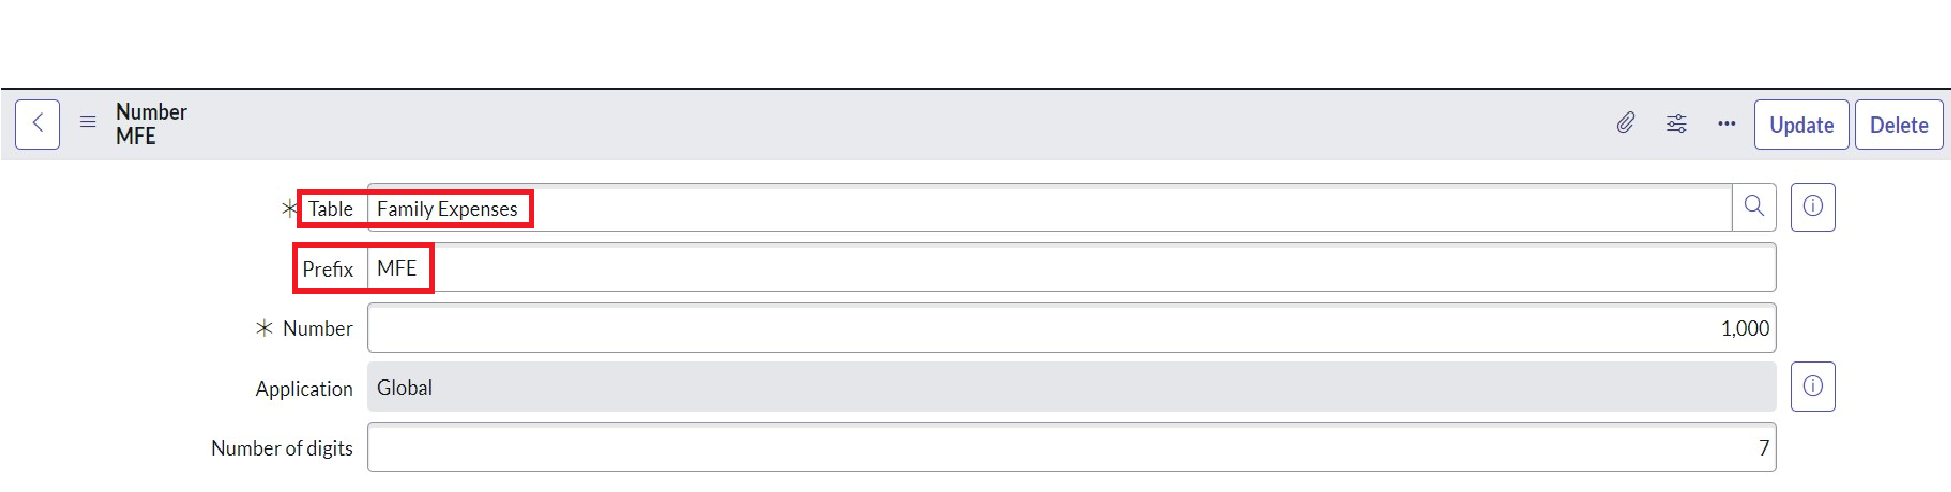 Number
MFE
Update Delete
Table Family Expenses
Prefix MFE
Number 1,000
Application Global
Number of digits 7